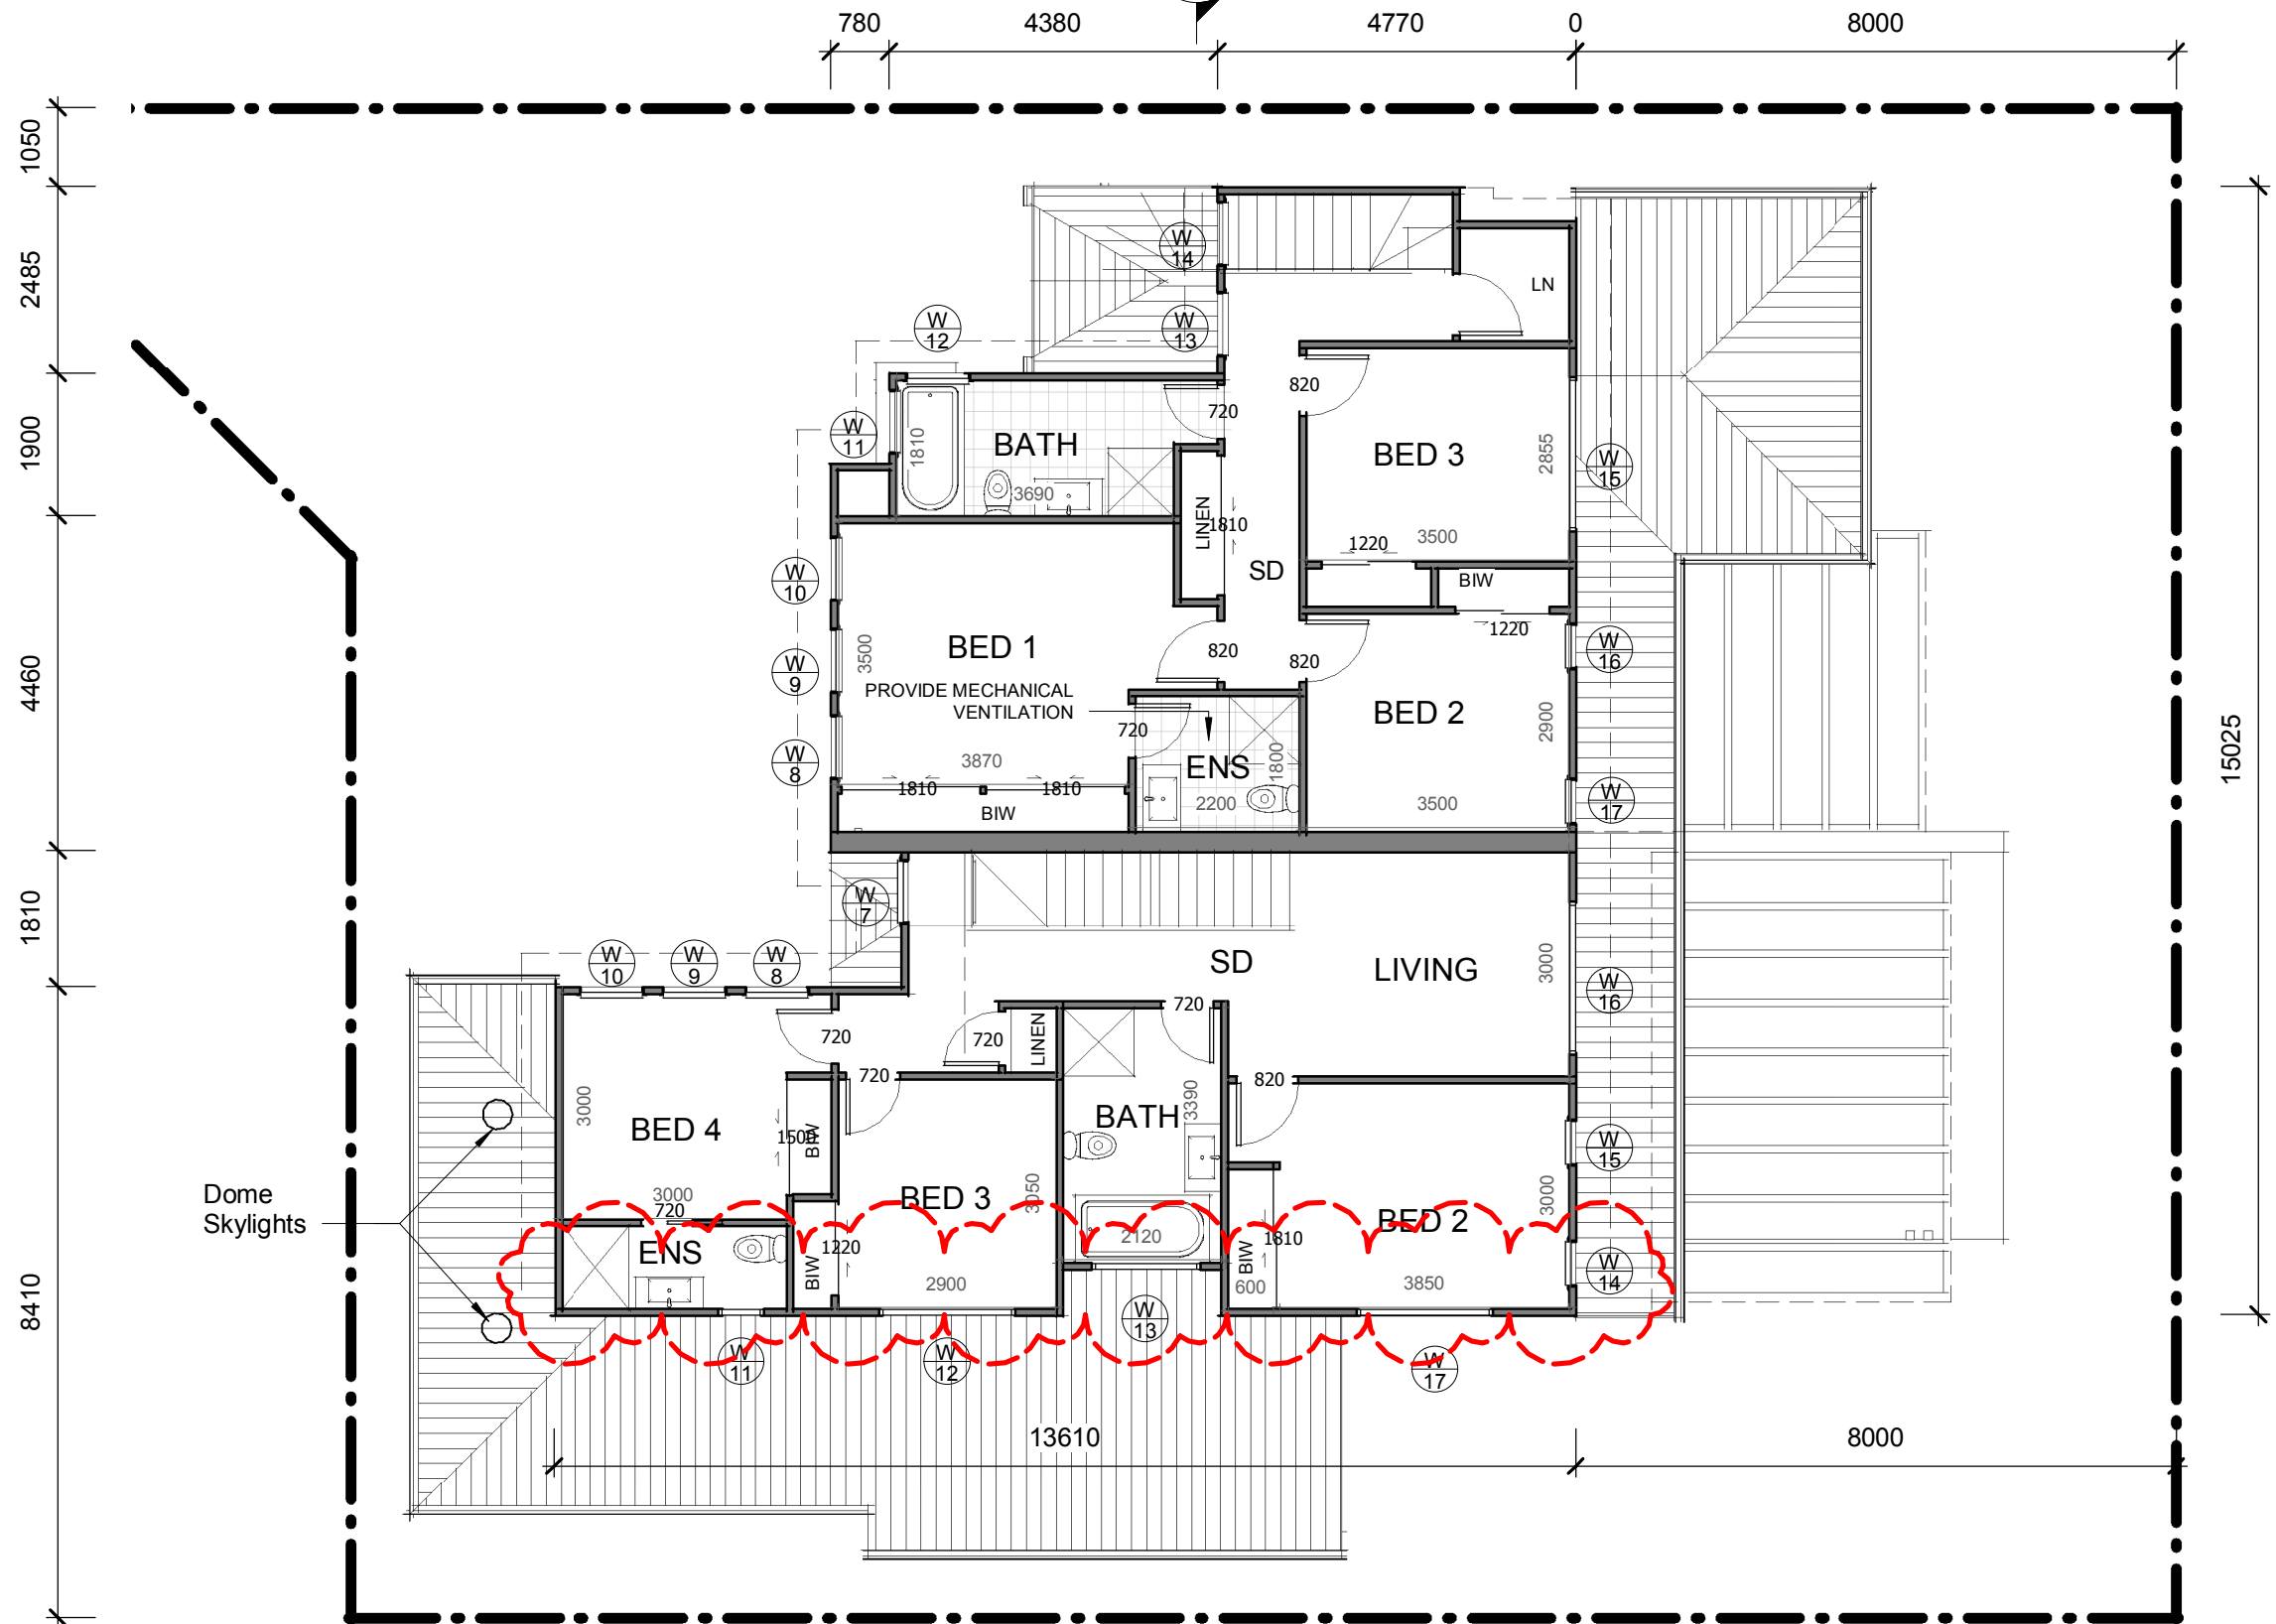 780
4380
4770
0
8000
1050
2485
1900
4460
1810
8410
15025
W
14
W
13
W
12
W
11
LN
820
720
BATH
1810
3690
LINEN
1810
BED 3
2855
3500
W
15
1220
BIW
1220
SD
W
10
W
9
W
8
BED 1
3500
PROVIDE MECHANICAL
VENTILATION
3870
1810
1810
BIW
820
820
720
ENS
1800
2200
BED 2
2900
3500
W
16
W
17
W
7
W
10
W
9
W
8
SD
LIVING
3000
W
16
720
720
720
720
LINEN
820
BED 4
3000
3000
1500
BIW
BATH
3390
W
15
Dome
Skylights
720
ENS
BIW
1220
BED 3
3050
2900
2120
BIW
1810
600
BED 2
3000
3850
W
14
W
13
W
11
W
12
W
17
13610
8000